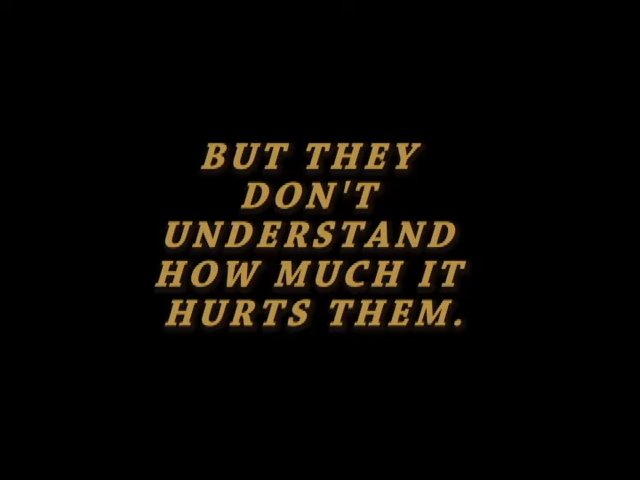 BUT THEY
DON'T
UNDERSTAND
HOW MUCH IT
HURTS THEM.